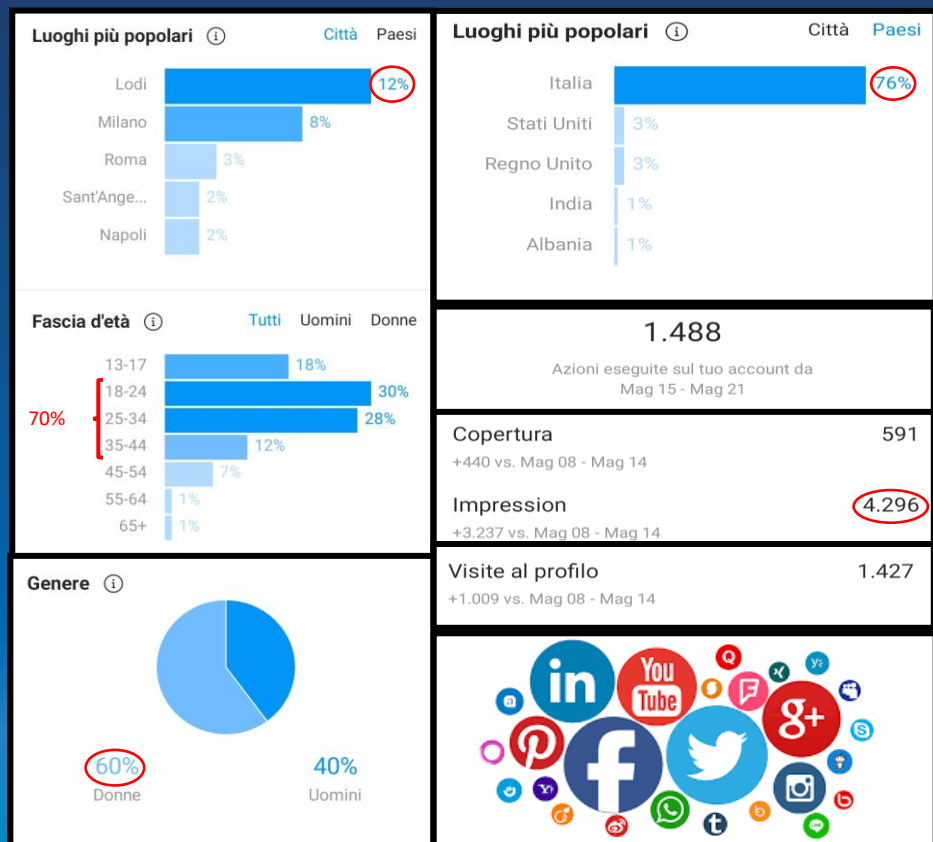 Luoghi più popolari
Città Paesi
Lodi 12%
Milano 8%
Roma 3%
Sant'Ange... 2%
Napoli 2%
Fascia d'età
Tutti Uomini Donne
13-17 18%
18-24 30%
25-34 28%
35-44 12%
45-54 7%
55-64 1%
65+ 1%
70%
Genere
60% 40%
Donne Uomini
Luoghi più popolari
Città Paesi
Italia 76%
Stati Uniti 3%
Regno Unito 3%
India 1%
Albania 1%
1.488
Azioni eseguite sul tuo account da
Mag 15 - Mag 21
Copertura 591
+440 vs. Mag 08 - Mag 14
Impression 4.296
+3.237 vs. Mag 08 - Mag 14
Visite al profilo 1.427
+1.009 vs. Mag 08 - Mag 14
in
You
Tube
g+